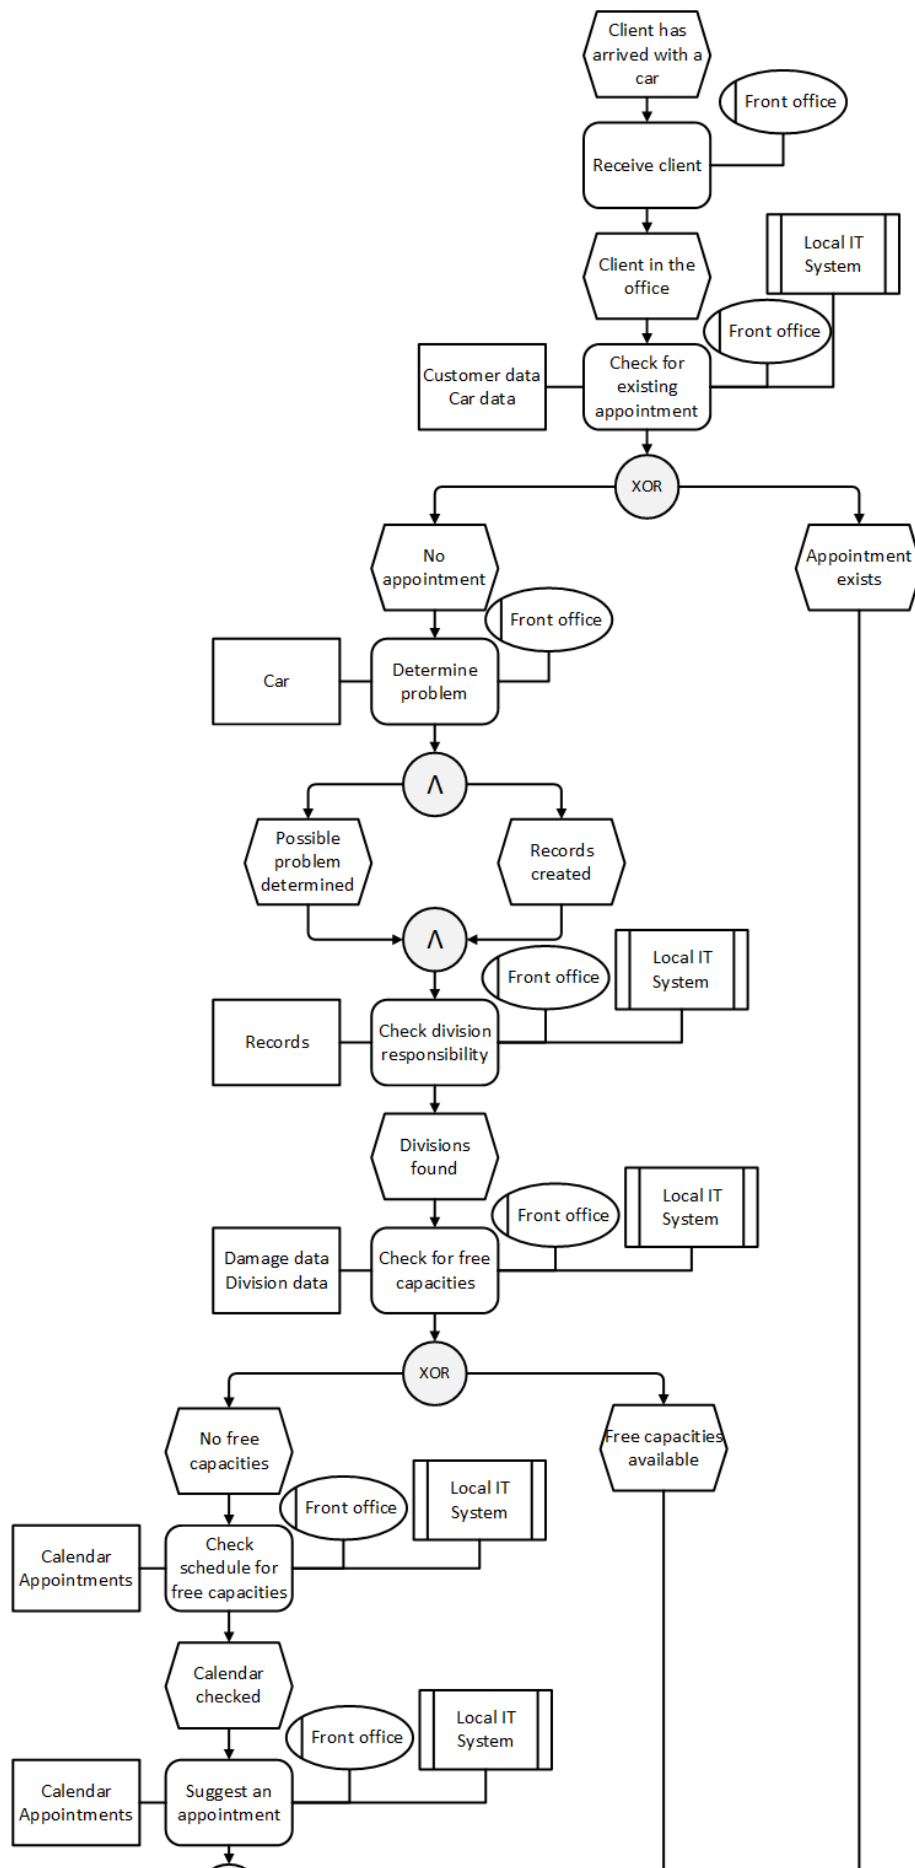 Client has
arrived with a
car
Front office
Receive client
Local IT
System
Client in the
office
Front office
Customer data
Car data
Check for
existing
appointment
XOR
No
appointment
Appointment
exists
Front office
Car
Determine
problem
Λ
Possible
problem
determined
Records
created
Λ
Front office
Local IT
System
Records
Check division
responsibility
Divisions
found
Front office
Local IT
System
Damage data
Division data
Check for free
capacities
XOR
No free
capacities
Free capacities
available
Front office
Local IT
System
Calendar
Appointments
Check
schedule for
free capacities
Calendar
checked
Front office
Local IT
System
Calendar
Appointments
Suggest an
appointment